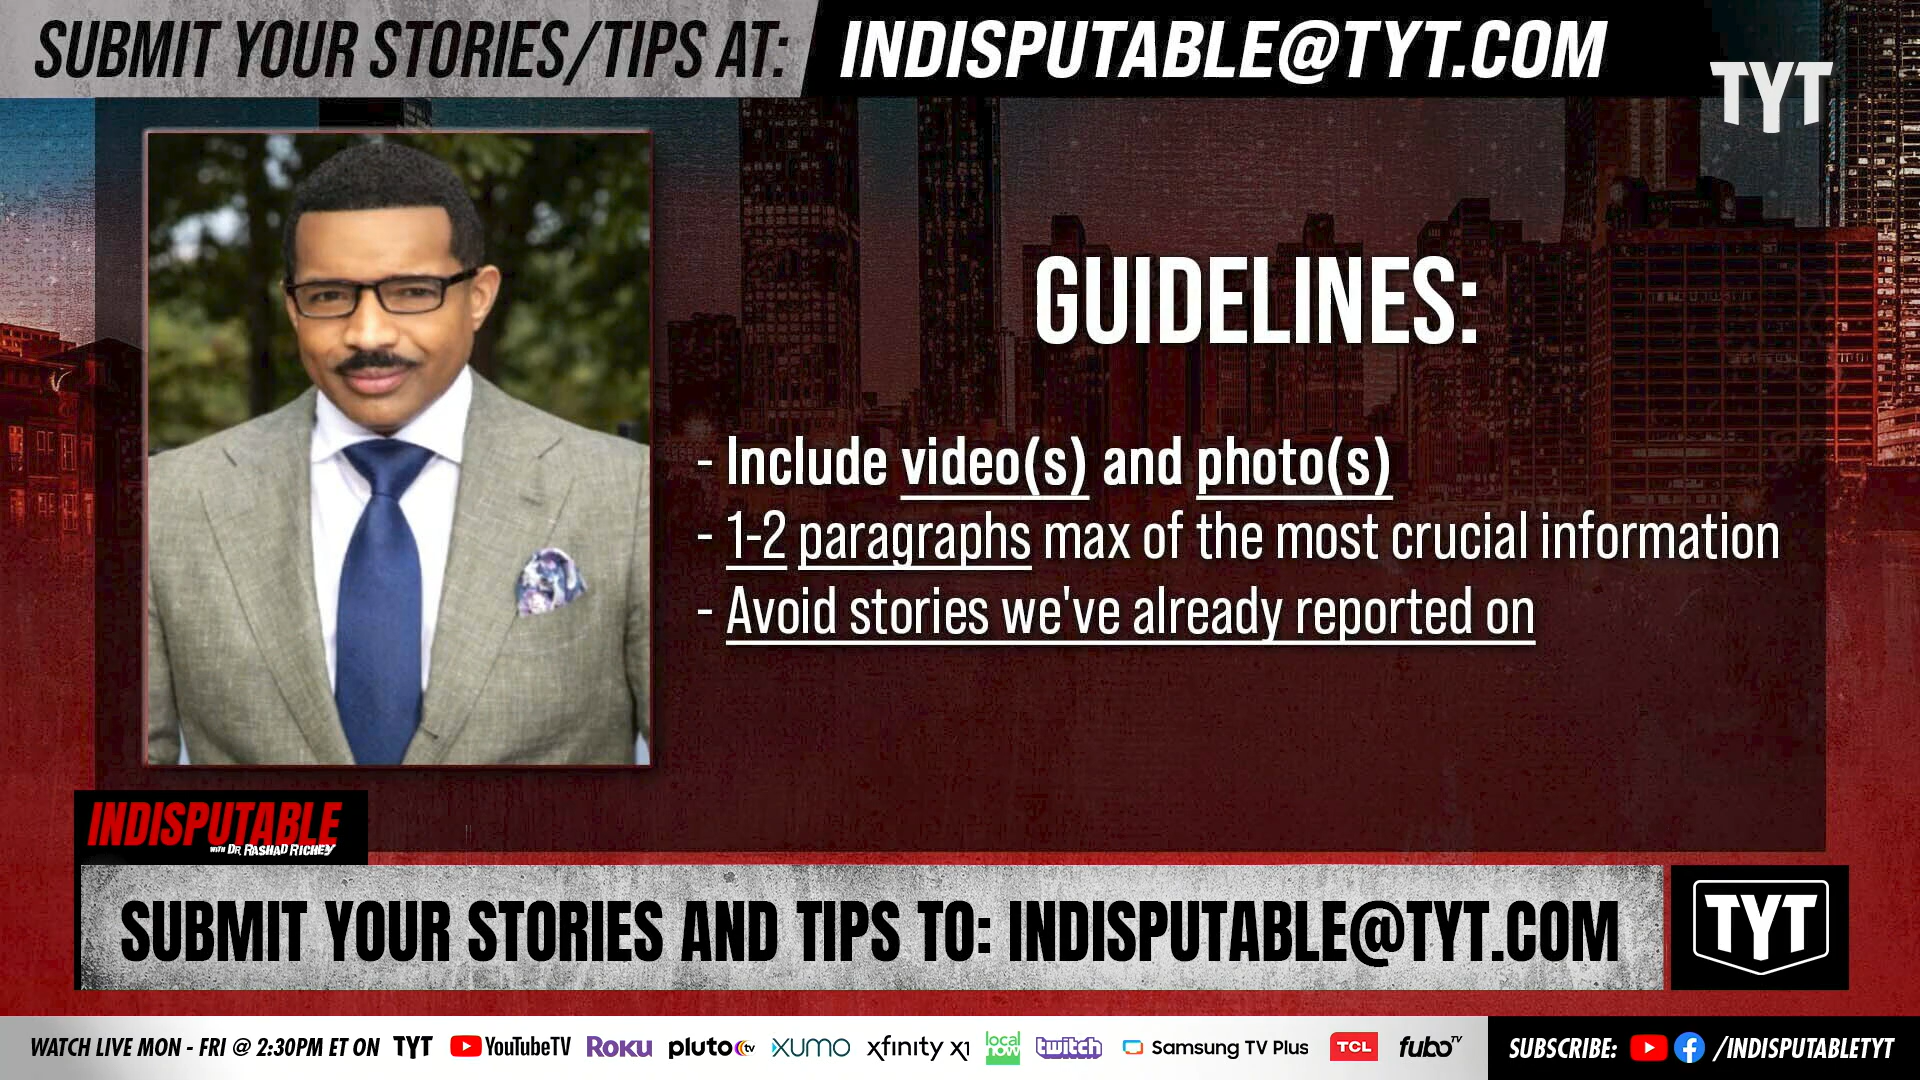 SUBMIT YOUR STORIES/TIPS AT: INDISPUTABLE@TYT.COM
TYT
GUIDELINES:
- Include video(s) and photo(s)
- 1-2 paragraphs max of the most crucial information
- Avoid stories we've already reported on
INDISPUTABLE
WITH DR RASHAD RICHEY
SUBMIT YOUR STORIES AND TIPS TO: INDISPUTABLE@TYT.COM
TYT
WATCH LIVE MON - FRI @ 2:30PM ET ON TYT YouTubeTV ROKU pluto tv XUMO xfinity x1 local now twitch Samsung TV Plus TCL fubo TV SUBSCRIBE: /INDISPUTABLETYT